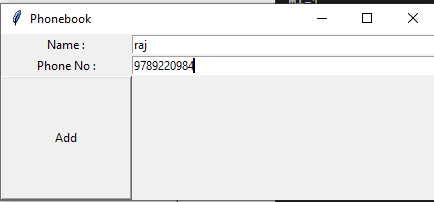 Phonebook
Name : raj
Phone No : 9789220984
Add